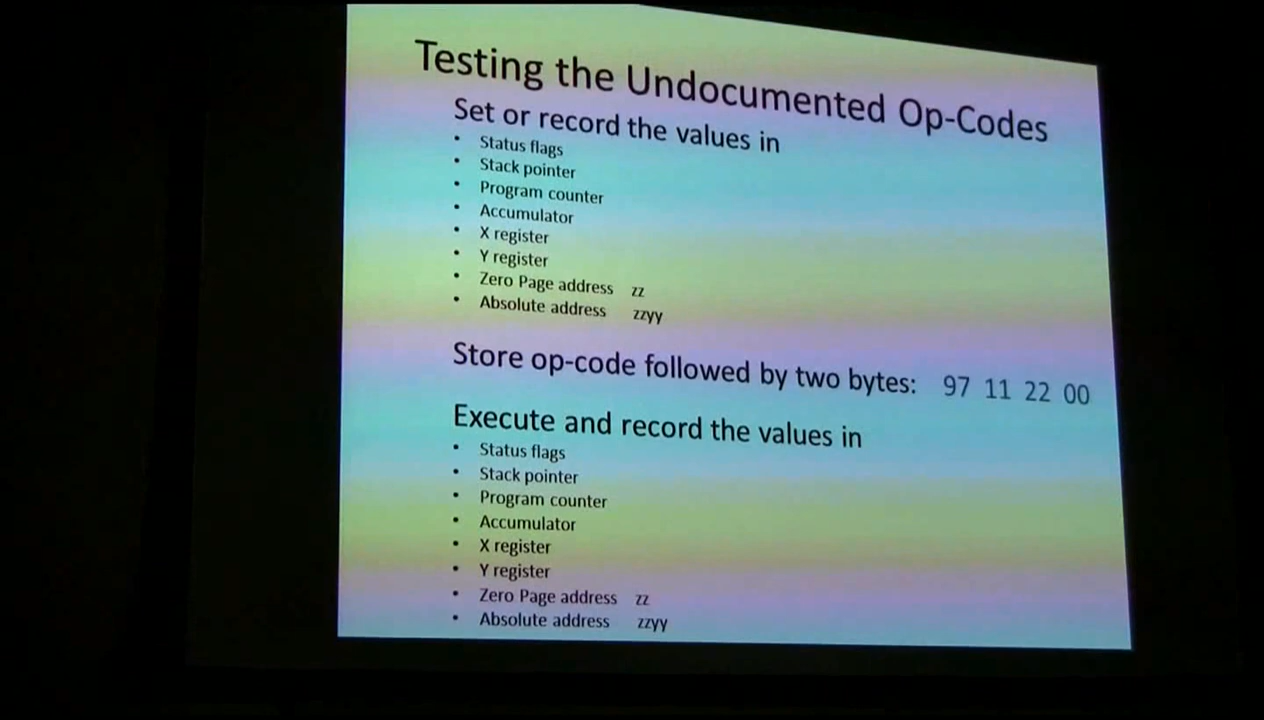 Testing the Undocumented Op-Codes
Set or record the values in
• Status flags
• Stack pointer
• Program counter
• Accumulator
• X register
• Y register
• Zero Page address zz
• Absolute address zzyy
Store op-code followed by two bytes: 97 11 22 00
Execute and record the values in
• Status flags
• Stack pointer
• Program counter
• Accumulator
• X register
• Y register
• Zero Page address zz
• Absolute address zzyy